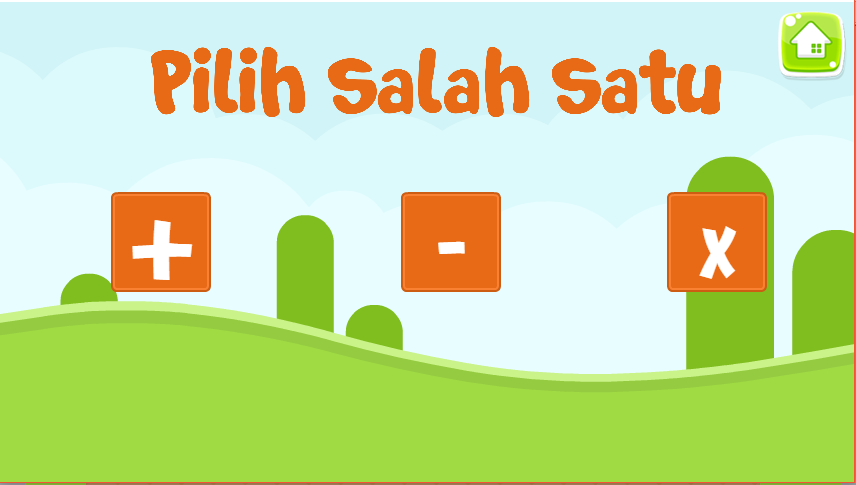 Pilih Salah Satu
+ - x